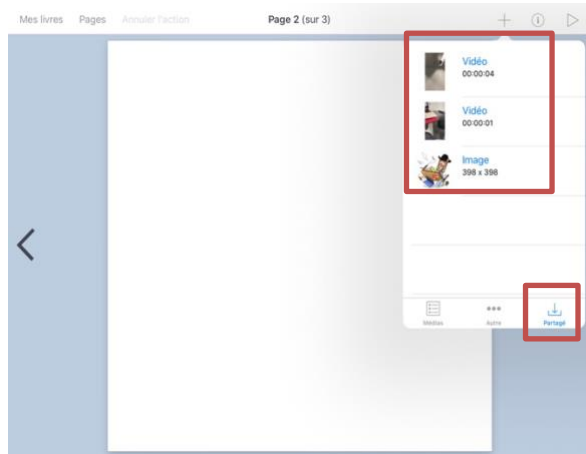 Mes livres Pages Annuler l'action Page 2 (sur 3)
Vidéo
00:00:04
Vidéo
00:00:01
Image
398 x 398
Médias Autre Partagé